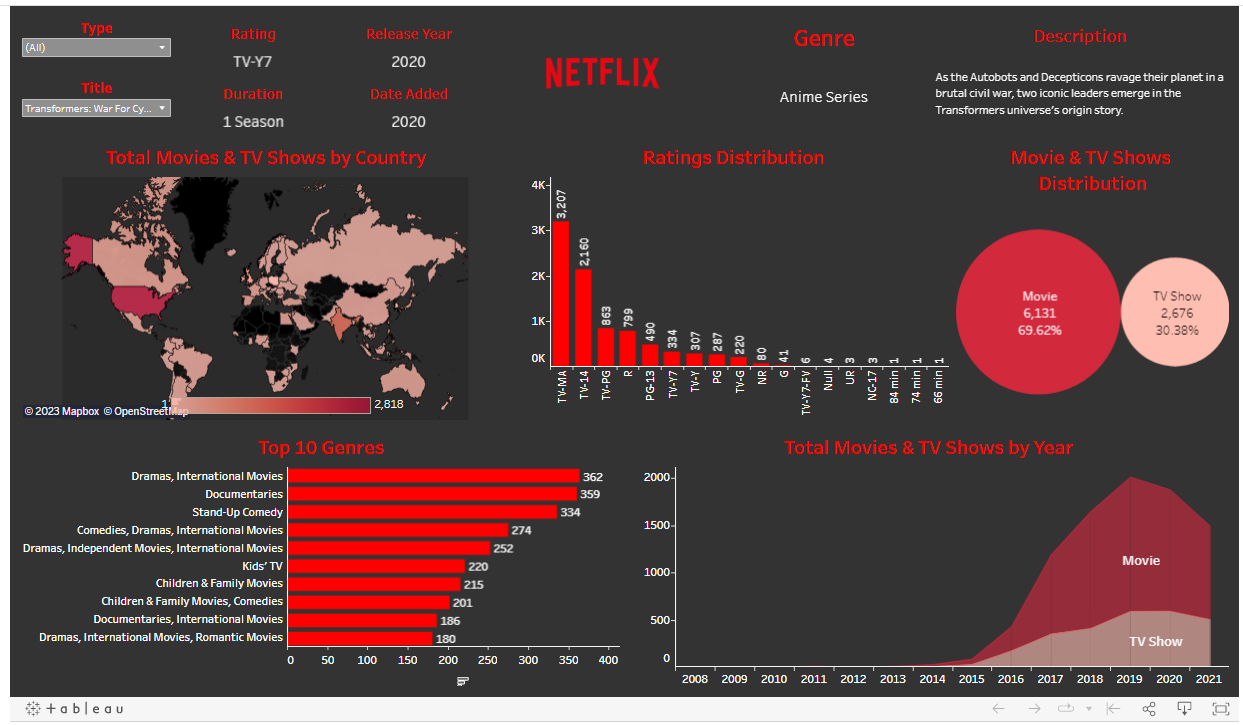 Type
(All)
Title
Transformers: War For Cy...
Rating
TV-Y7
Duration
1 Season
Release Year
2020
Date Added
2020
NETFLIX
Genre
Anime Series
Description
As the Autobots and Decepticons ravage their planet in a
brutal civil war, two iconic leaders emerge in the
Transformers universe's origin story.
Total Movies & TV Shows by Country
© 2023 Mapbox © OpenStreetMap
1
2,818
Ratings Distribution
4K
3K
2K
1K
0K
3,207
2,160
863
799
490
334
307
287
220
80
41
6
4
3
3
1
1
1
TV-MA
TV-14
TV-PG
R
PG-13
TV-Y7
TV-Y
PG
TV-G
NR
G
TV-Y7-FV
Null
UR
NC-17
84 min
74 min
66 min
Movie & TV Shows
Distribution
Movie
6,131
69.62%
TV Show
2,676
30.38%
Top 10 Genres
Dramas, International Movies 362
Documentaries 359
Stand-Up Comedy 334
Comedies, Dramas, International Movies 274
Dramas, Independent Movies, International Movies 252
Kids' TV 220
Children & Family Movies 215
Children & Family Movies, Comedies 201
Documentaries, International Movies 186
Dramas, International Movies, Romantic Movies 180
0 50 100 150 200 250 300 350 400
Total Movies & TV Shows by Year
2000
1500
1000
500
0
Movie
TV Show
2008 2009 2010 2011 2012 2013 2014 2015 2016 2017 2018 2019 2020 2021
+ableau